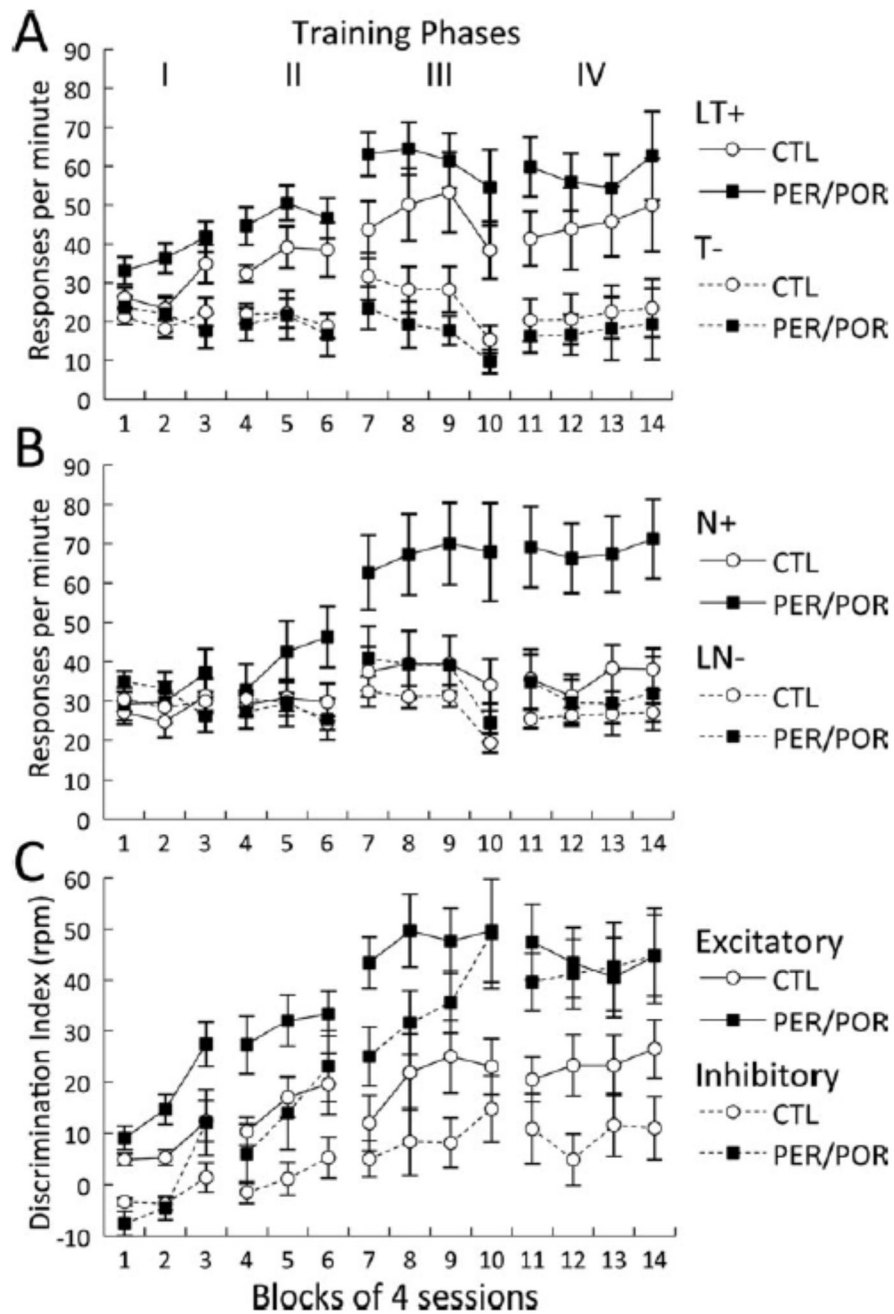 A
Training Phases
I II III IV
90
80
70
60
50
40
30
20
10
0
Responses per minute
1 2 3 4 5 6 7 8 9 10 11 12 13 14
LT+
CTL
PER/POR
T-
CTL
PER/POR
B
90
80
70
60
50
40
30
20
10
0
Responses per minute
1 2 3 4 5 6 7 8 9 10 11 12 13 14
N+
CTL
PER/POR
LN-
CTL
PER/POR
C
60
50
40
30
20
10
0
-10
Discrimination Index (rpm)
1 2 3 4 5 6 7 8 9 10 11 12 13 14
Blocks of 4 sessions
Excitatory
CTL
PER/POR
Inhibitory
CTL
PER/POR